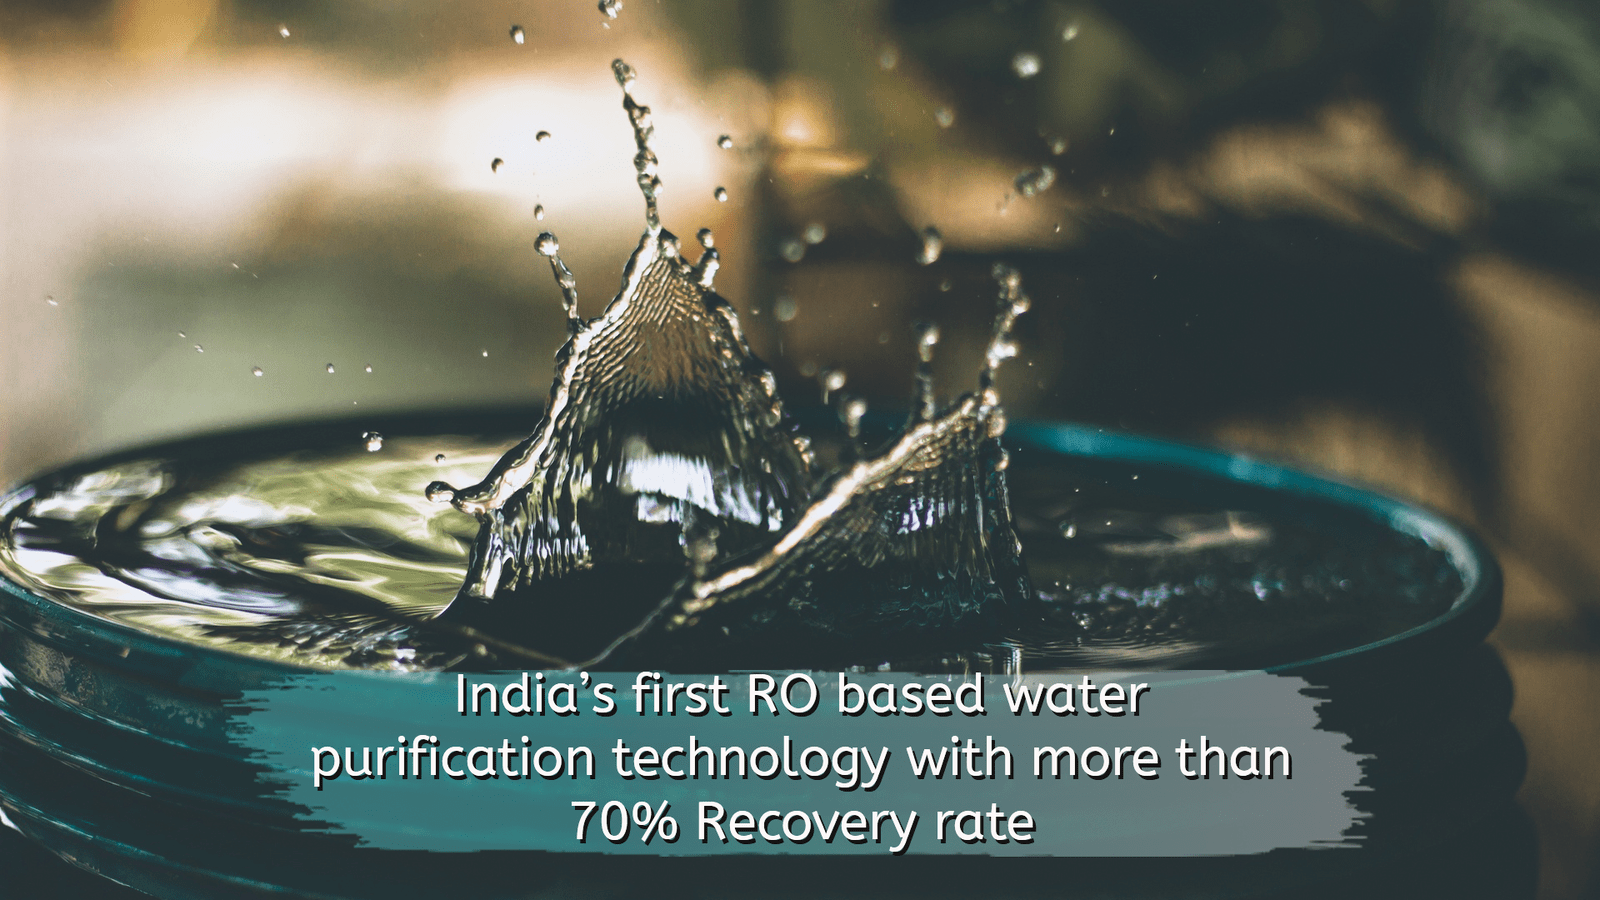 India’s first RO based water
purification technology with more than
70% Recovery rate